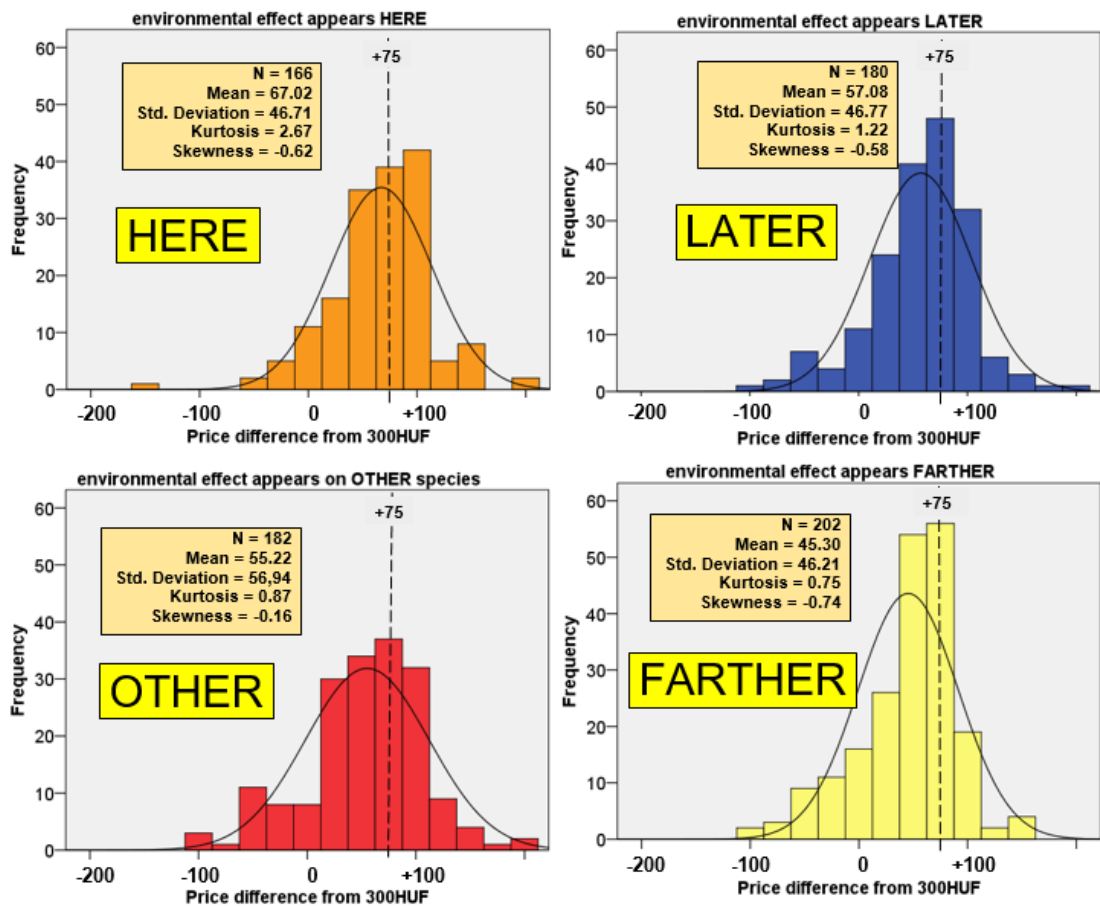 environmental effect appears HERE
+75
N = 166
Mean = 67.02
Std. Deviation = 46.71
Kurtosis = 2.67
Skewness = -0.62
HERE
Frequency
60
50
40
30
20
10
0
-200
-100
0
+100
Price difference from 300HUF
environmental effect appears LATER
+75
N = 180
Mean = 57.08
Std. Deviation = 46.77
Kurtosis = 1.22
Skewness = -0.58
LATER
Frequency
60
50
40
30
20
10
0
-200
-100
0
+100
Price difference from 300HUF
environmental effect appears on OTHER species
+75
N = 182
Mean = 55.22
Std. Deviation = 56,94
Kurtosis = 0.87
Skewness = -0.16
OTHER
Frequency
60
50
40
30
20
10
0
-200
-100
0
+100
Price difference from 300HUF
environmental effect appears FARTHER
+75
N = 202
Mean = 45.30
Std. Deviation = 46.21
Kurtosis = 0.75
Skewness = -0.74
FARTHER
Frequency
60
50
40
30
20
10
0
-200
-100
0
+100
Price difference from 300HUF